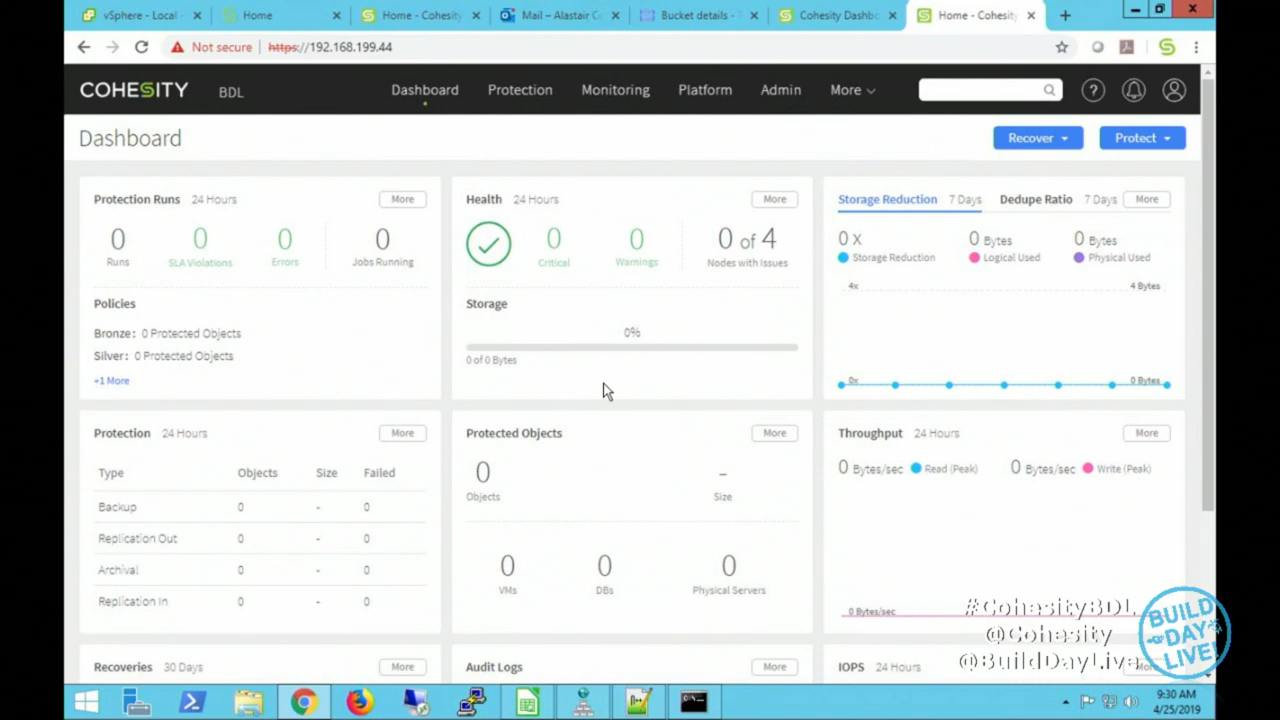 vSphere - Local -
Home
Home - Cohesity
Mail – Alastair C
Bucket details -
Cohesity Dashbo
Home - Cohesity
Not secure | https://192.168.199.44
COHESITY BDL Dashboard Protection Monitoring Platform Admin More
Dashboard Recover Protect
Protection Runs 24 Hours More
0 0 0 0
Runs SLA Violations Errors Jobs Running
Policies
Bronze: 0 Protected Objects
Silver: 0 Protected Objects
+1 More
Health 24 Hours More
0 0 0 of 4
Critical Warnings Nodes with Issues
Storage
0%
0 of 0 Bytes
Storage Reduction 7 Days Dedupe Ratio 7 Days More
0 X 0 Bytes 0 Bytes
Storage Reduction Logical Used Physical Used
4x 4 Bytes
0x 0 Bytes
Protection 24 Hours More
Type Objects Size Failed
Backup 0 - 0
Replication Out 0 - 0
Archival 0 - 0
Replication In 0 - 0
Protected Objects More
0 -
Objects Size
0 0 0
VMs DBs Physical Servers
Throughput 24 Hours More
0 Bytes/sec Read (Peak) 0 Bytes/sec Write (Peak)
0 Bytes/sec
Recoveries 30 Days More
Audit Logs More
IOPS 24 Hours
#CohesityBDL
@Cohesity
@BuildDayLive
BUILD
DAY
LIVE!
9:30 AM
4/25/2019